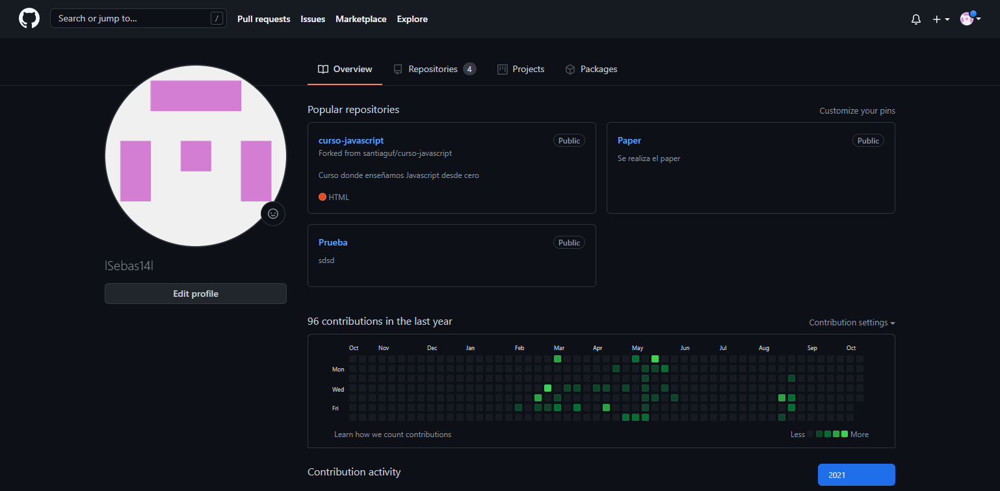 Search or jump to... / Pull requests Issues Marketplace Explore
Overview Repositories 4 Projects Packages
Popular repositories Customize your pins
curso-javascript Public
Forked from santiaguf/curso-javascript
Curso donde enseñamos Javascript desde cero
HTML
Paper Public
Se realiza el paper
Prueba Public
sdsd
lSebas14l
Edit profile
96 contributions in the last year Contribution settings
Oct Nov Dec Jan Feb Mar Apr May Jun Jul Aug Sep Oct
Mon
Wed
Fri
Learn how we count contributions Less More
Contribution activity 2021